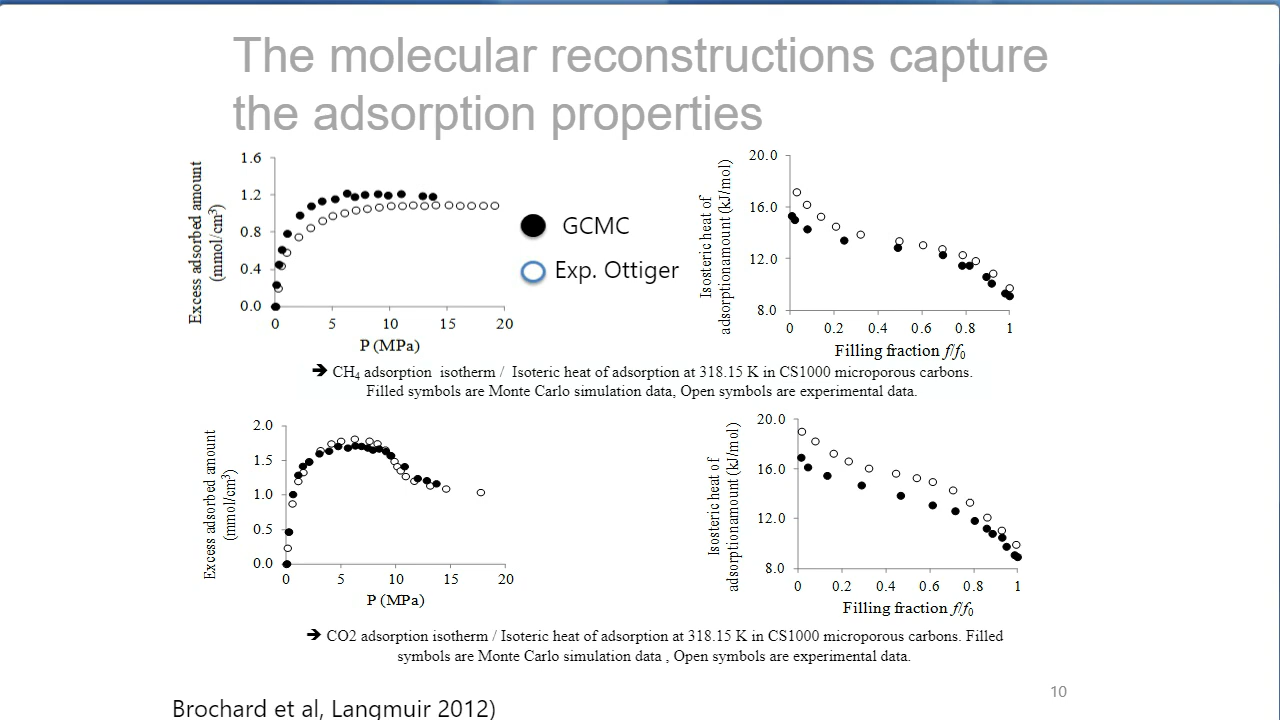 The molecular reconstructions capture
the adsorption properties
Excess adsorbed amount
(mmol/cm³)
1.6
1.2
0.8
0.4
0.0
0 5 10 15 20
P (MPa)
GCMC
Exp. Ottiger
Isosteric heat of
adsorptionamount (kJ/mol)
20.0
16.0
12.0
8.0
0 0.2 0.4 0.6 0.8 1
Filling fraction f/f₀
➔ CH₄ adsorption isotherm / Isoteric heat of adsorption at 318.15 K in CS1000 microporous carbons.
Filled symbols are Monte Carlo simulation data, Open symbols are experimental data.
Excess adsorbed amount
(mmol/cm³)
2.0
1.5
1.0
0.5
0.0
0 5 10 15 20
P (MPa)
Isosteric heat of
adsorptionamount (kJ/mol)
20.0
16.0
12.0
8.0
0 0.2 0.4 0.6 0.8 1
Filling fraction f/f₀
➔ CO2 adsorption isotherm / Isoteric heat of adsorption at 318.15 K in CS1000 microporous carbons. Filled
symbols are Monte Carlo simulation data , Open symbols are experimental data.
10
Brochard et al, Langmuir 2012)